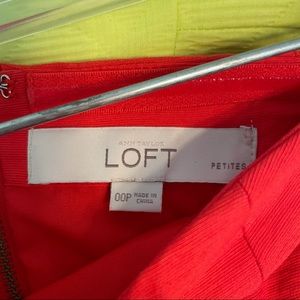 ANN TAYLOR
LOFT
PETITES
00P
MADE IN
CHINA